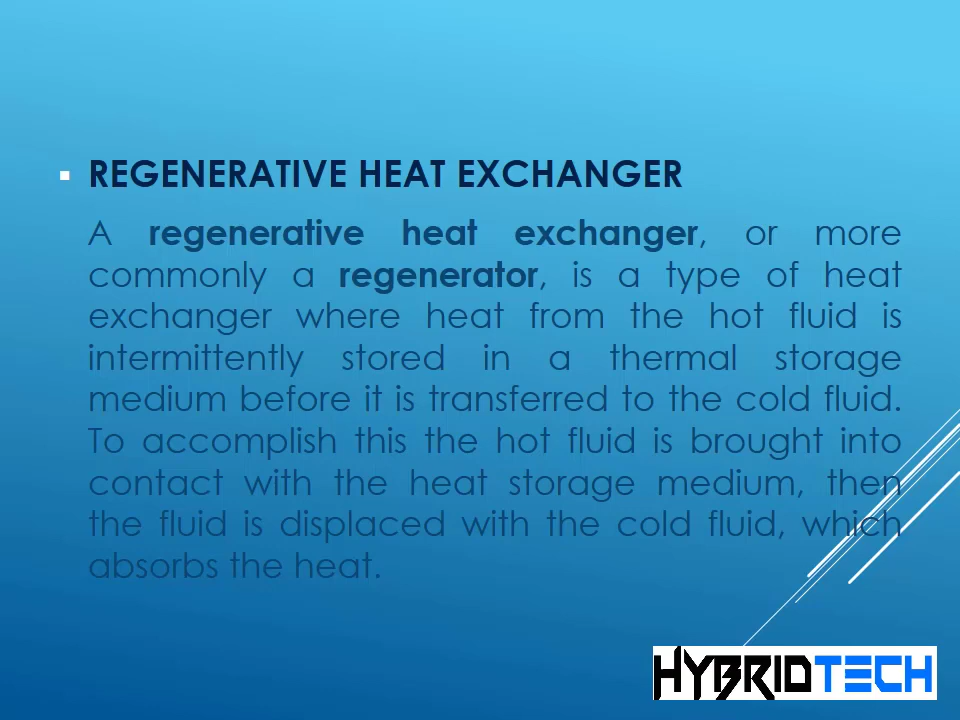 ▪ REGENERATIVE HEAT EXCHANGER
A regenerative heat exchanger, or more
commonly a regenerator, is a type of heat
exchanger where heat from the hot fluid is
intermittently stored in a thermal storage
medium before it is transferred to the cold fluid.
To accomplish this the hot fluid is brought into
contact with the heat storage medium, then
the fluid is displaced with the cold fluid, which
absorbs the heat.
HYBRIDTECH